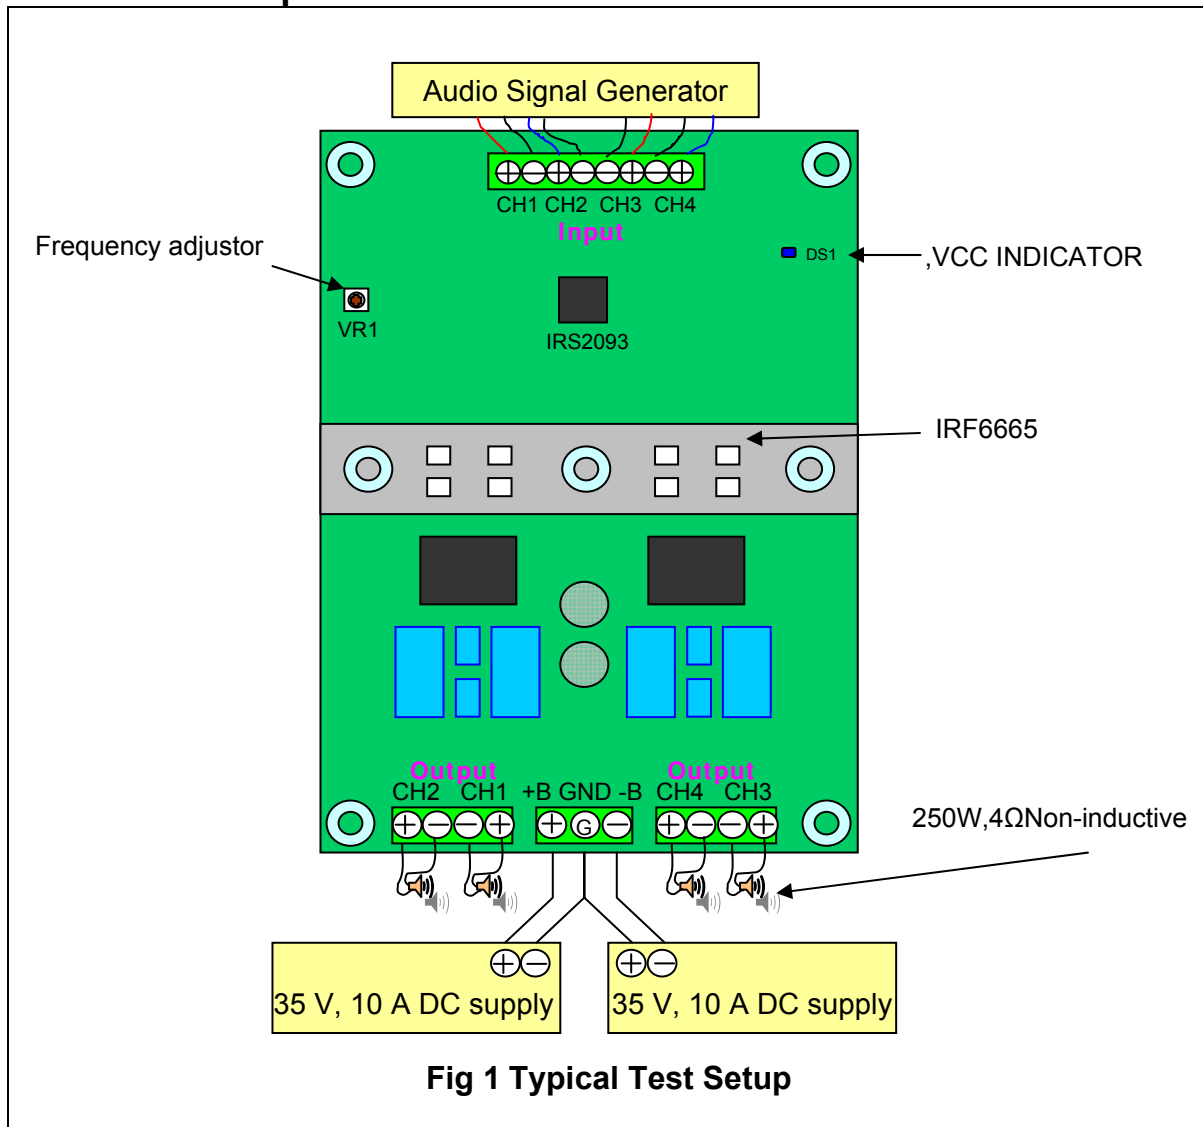 Audio Signal Generator
CH1 CH2 CH3 CH4
Input
Frequency adjustor
DS1
,VCC INDICATOR
VR1
IRS2093
IRF6665
Output
Output
CH2 CH1 +B GND -B CH4 CH3
G
250W,4ΩNon-inductive
35 V, 10 A DC supply
35 V, 10 A DC supply
Fig 1 Typical Test Setup